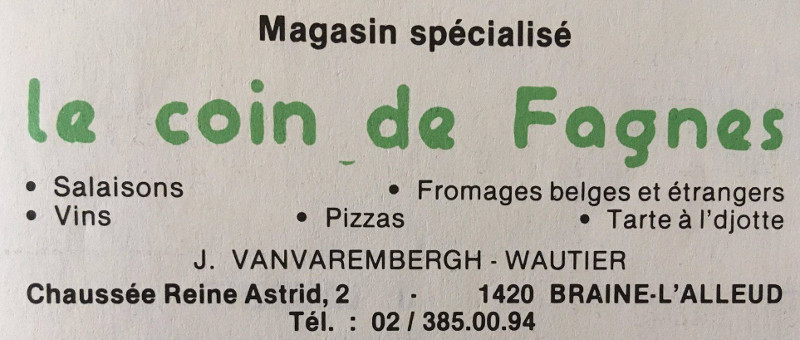 Magasin spécialisé
le coin de Fagnes
• Salaisons • Fromages belges et étrangers
• Vins • Pizzas • Tarte à l'djotte
J. VANVAREMBERGH - WAUTIER
Chaussée Reine Astrid, 2 - 1420 BRAINE-L'ALLEUD
Tél. : 02 / 385.00.94